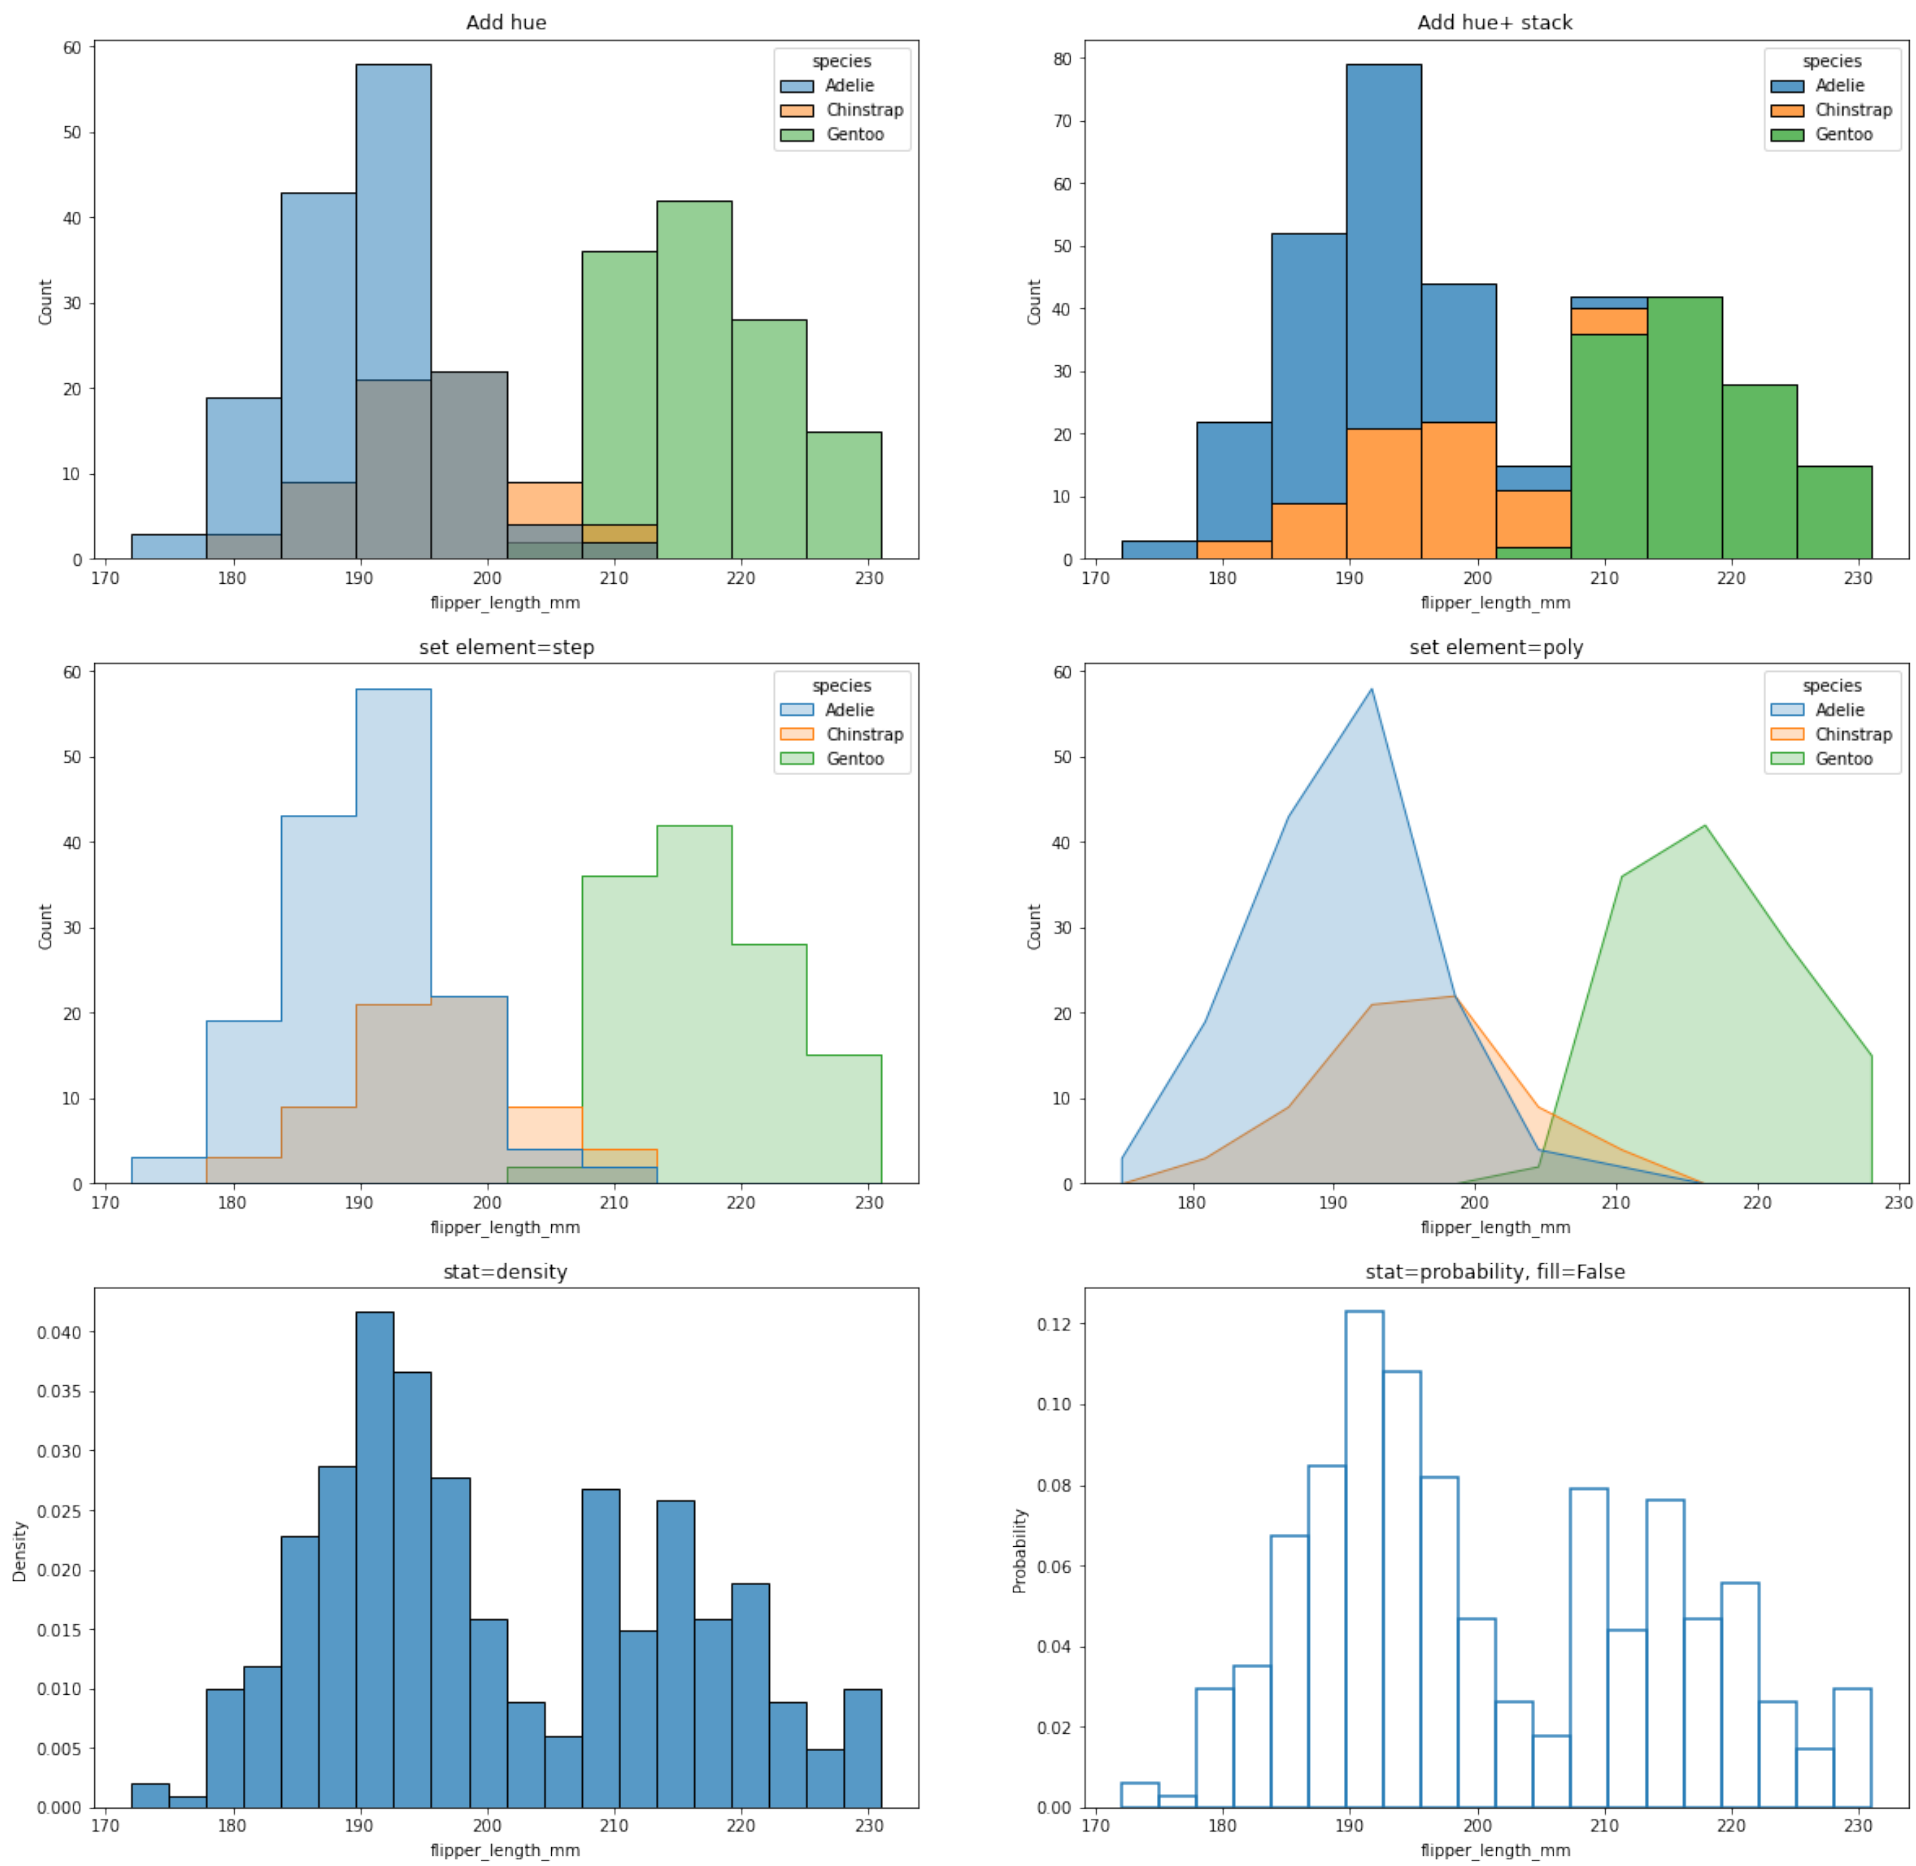 Add hue
60
50
40
30
20
10
0
Count
species
Adelie
Chinstrap
Gentoo
170 180 190 200 210 220 230
flipper_length_mm
Add hue+ stack
80
70
60
50
40
30
20
10
0
Count
species
Adelie
Chinstrap
Gentoo
170 180 190 200 210 220 230
flipper_length_mm
set element=step
60
50
40
30
20
10
0
Count
species
Adelie
Chinstrap
Gentoo
170 180 190 200 210 220 230
flipper_length_mm
set element=poly
60
50
40
30
20
10
0
Count
species
Adelie
Chinstrap
Gentoo
180 190 200 210 220 230
flipper_length_mm
stat=density
0.040
0.035
0.030
0.025
0.020
0.015
0.010
0.005
0.000
Density
170 180 190 200 210 220 230
flipper_length_mm
stat=probability, fill=False
0.12
0.10
0.08
0.06
0.04
0.02
0.00
Probability
170 180 190 200 210 220 230
flipper_length_mm